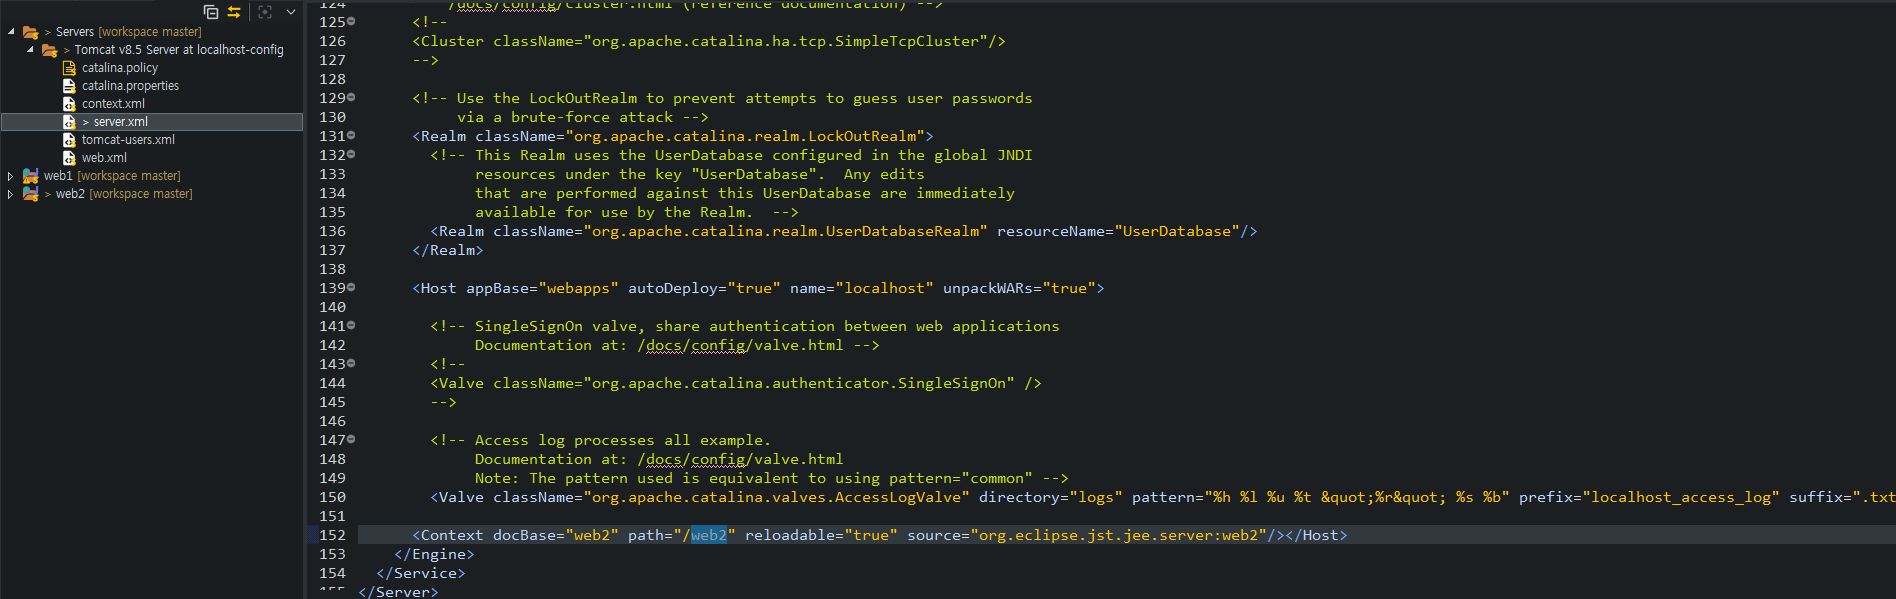 Servers [workspace master]
> Tomcat v8.5 Server at localhost-config
catalina.policy
catalina.properties
context.xml
> server.xml
tomcat-users.xml
web.xml
web1 [workspace master]
> web2 [workspace master]
124 /docs/config/cluster.html (reference documentation) -->
125 <!--
126 <Cluster className="org.apache.catalina.ha.tcp.SimpleTcpCluster"/>
127 -->
128
129 <!-- Use the LockOutRealm to prevent attempts to guess user passwords
130 via a brute-force attack -->
131 <Realm className="org.apache.catalina.realm.LockOutRealm">
132 <!-- This Realm uses the UserDatabase configured in the global JNDI
133 resources under the key "UserDatabase".  Any edits
134 that are performed against this UserDatabase are immediately
135 available for use by the Realm.  -->
136 <Realm className="org.apache.catalina.realm.UserDatabaseRealm" resourceName="UserDatabase"/>
137 </Realm>
138
139 <Host appBase="webapps" autoDeploy="true" name="localhost" unpackWARs="true">
140
141 <!-- SingleSignOn valve, share authentication between web applications
142 Documentation at: /docs/config/valve.html -->
143 <!--
144 <Valve className="org.apache.catalina.authenticator.SingleSignOn" />
145 -->
146
147 <!-- Access log processes all example.
148 Documentation at: /docs/config/valve.html
149 Note: The pattern used is equivalent to using pattern="common" -->
150 <Valve className="org.apache.catalina.valves.AccessLogValve" directory="logs" pattern="%h %l %u %t &quot;%r&quot; %s %b" prefix="localhost_access_log" suffix=".txt
151
152 <Context docBase="web2" path="/web2" reloadable="true" source="org.eclipse.jst.jee.server:web2"/></Host>
153 </Engine>
154 </Service>
155 </Server>